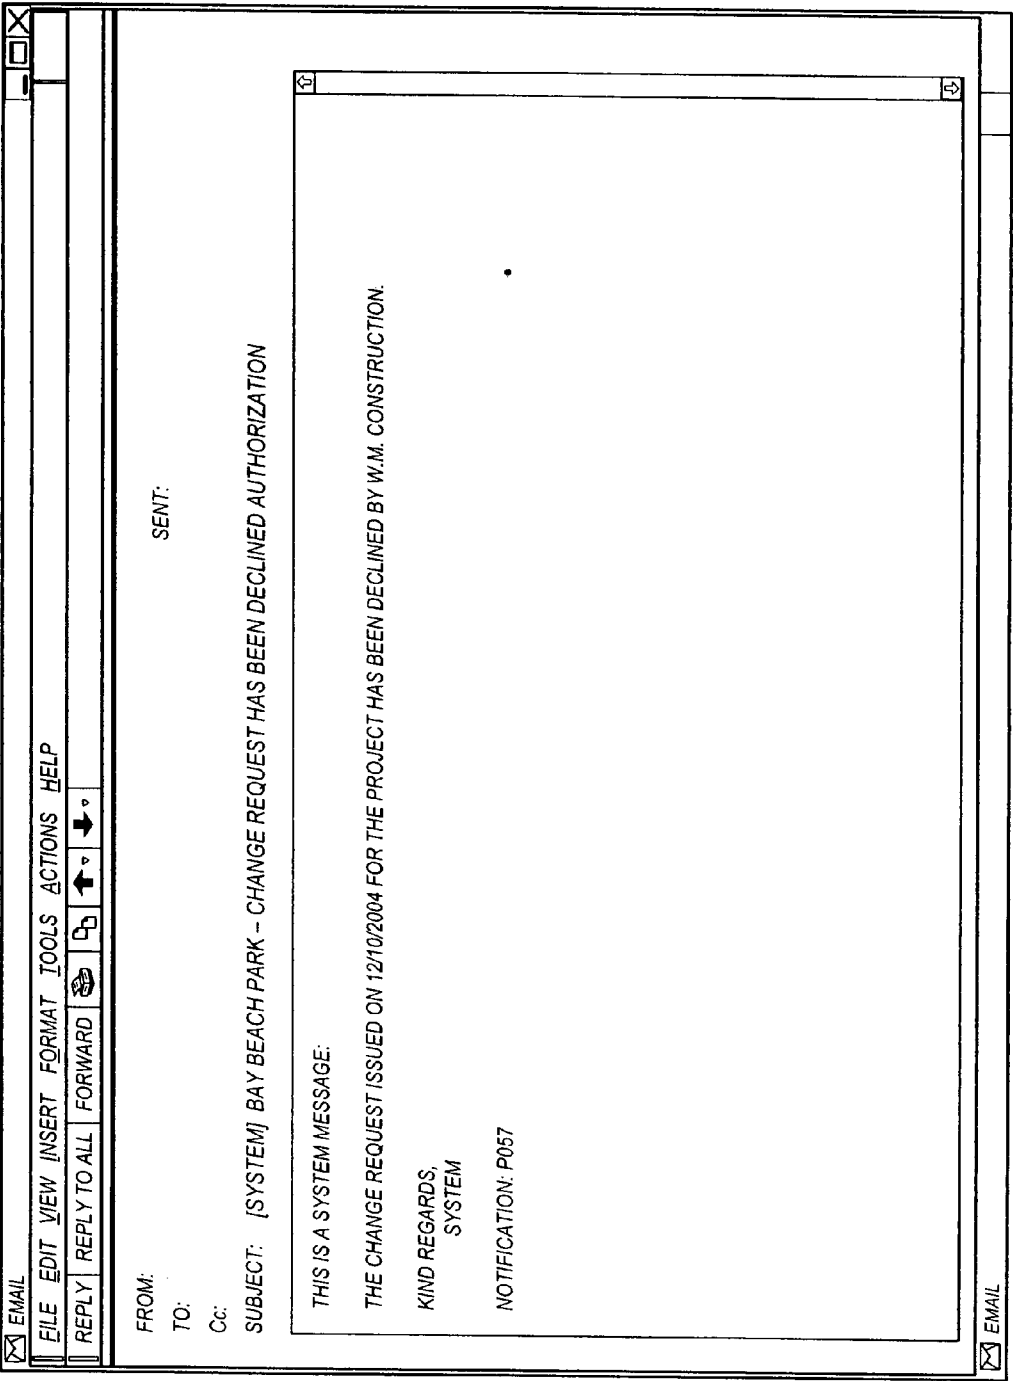 EMAIL
FILE EDIT VIEW INSERT FORMAT TOOLS ACTIONS HELP
REPLY REPLY TO ALL FORWARD
FROM: SENT:
TO:
Cc:
SUBJECT: [SYSTEM] BAY BEACH PARK – CHANGE REQUEST HAS BEEN DECLINED AUTHORIZATION
THIS IS A SYSTEM MESSAGE:
THE CHANGE REQUEST ISSUED ON 12/10/2004 FOR THE PROJECT HAS BEEN DECLINED BY W.M. CONSTRUCTION.
KIND REGARDS,
SYSTEM
NOTIFICATION: P057
EMAIL